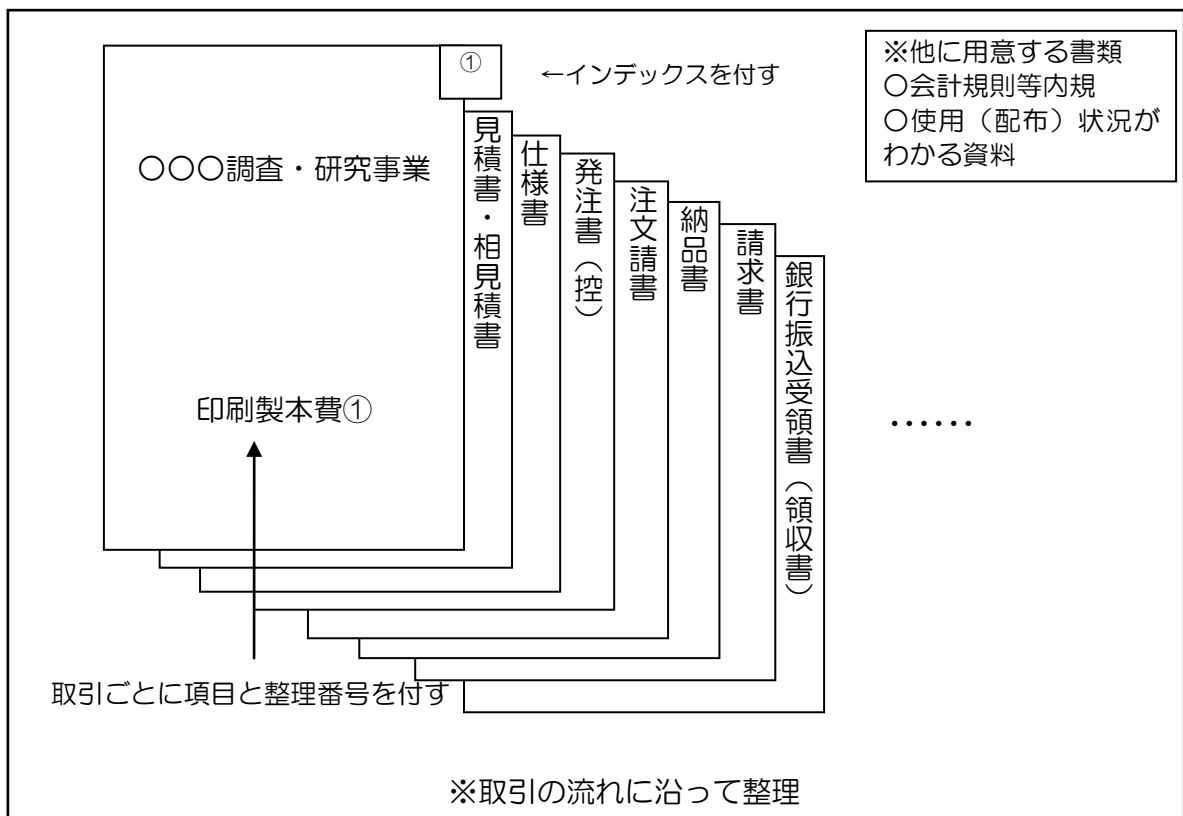 ①
←インデックスを付す
※他に用意する書類
○会計規則等内規
○使用（配布）状況が
わかる資料
○○○調査・研究事業
印刷製本費①
見積書・相見積書
仕様書
発注書（控）
注文請書
納品書
請求書
銀行振込受領書（領収書）
……
取引ごとに項目と整理番号を付す
※取引の流れに沿って整理